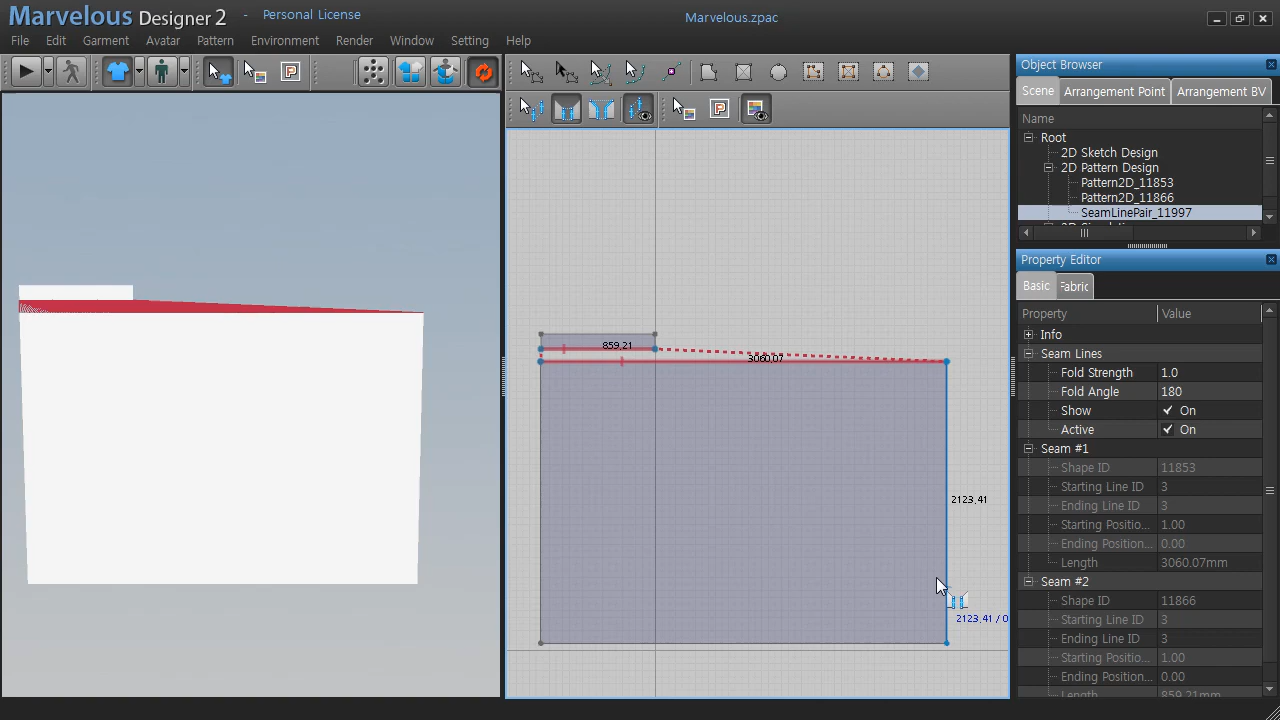 Marvelous Designer 2 - Personal License
Marvelous.zpac
File Edit Garment Avatar Pattern Environment Render Window Setting Help
Object Browser
Scene Arrangement Point Arrangement BV
Name
Root
2D Sketch Design
2D Pattern Design
Pattern2D_11853
Pattern2D_11866
SeamLinePair_11997
Property Editor
Basic Fabric
Property Value
Info
Seam Lines
Fold Strength 1.0
Fold Angle 180
Show On
Active On
Seam #1
Shape ID 11853
Starting Line ID 3
Ending Line ID 3
Starting Positio... 1.00
Ending Position... 0.00
Length 3060.07mm
Seam #2
Shape ID 11866
Starting Line ID 3
Ending Line ID 3
Starting Positio... 1.00
Ending Position... 0.00
Length 859.21mm
859.21
3060.07
2123.41
2123.41 / 0